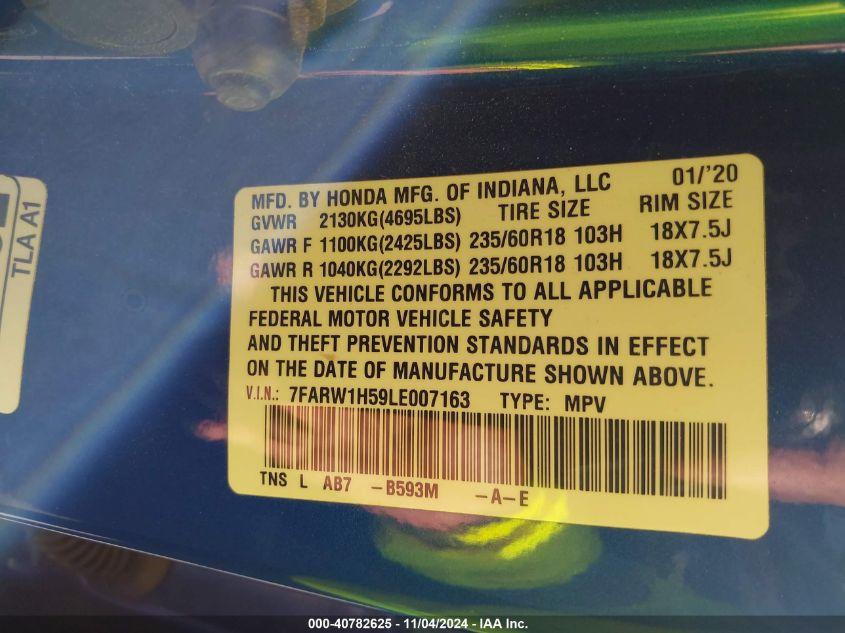 TLA A1
MFD. BY HONDA MFG. OF INDIANA, LLC 01/'20
GVWR 2130KG(4695LBS) TIRE SIZE RIM SIZE
GAWR F 1100KG(2425LBS) 235/60R18 103H 18X7.5J
GAWR R 1040KG(2292LBS) 235/60R18 103H 18X7.5J
THIS VEHICLE CONFORMS TO ALL APPLICABLE
FEDERAL MOTOR VEHICLE SAFETY
AND THEFT PREVENTION STANDARDS IN EFFECT
ON THE DATE OF MANUFACTURE SHOWN ABOVE.
V.I.N.: 7FARW1H59LE007163 TYPE: MPV
TNS L AB7 -B593M -A-E
000-40782625 - 11/04/2024 - IAA Inc.